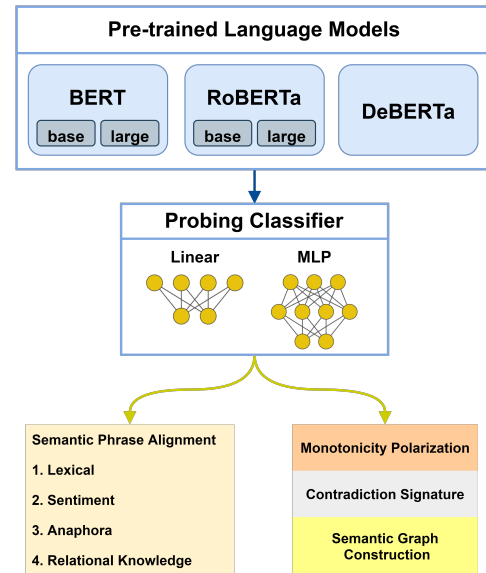 Pre-trained Language Models
BERT
base large
RoBERTa
base large
DeBERTa
Probing Classifier
Linear
MLP
Semantic Phrase Alignment
1. Lexical
2. Sentiment
3. Anaphora
4. Relational Knowledge
Monotonicity Polarization
Contradiction Signature
Semantic Graph
Construction